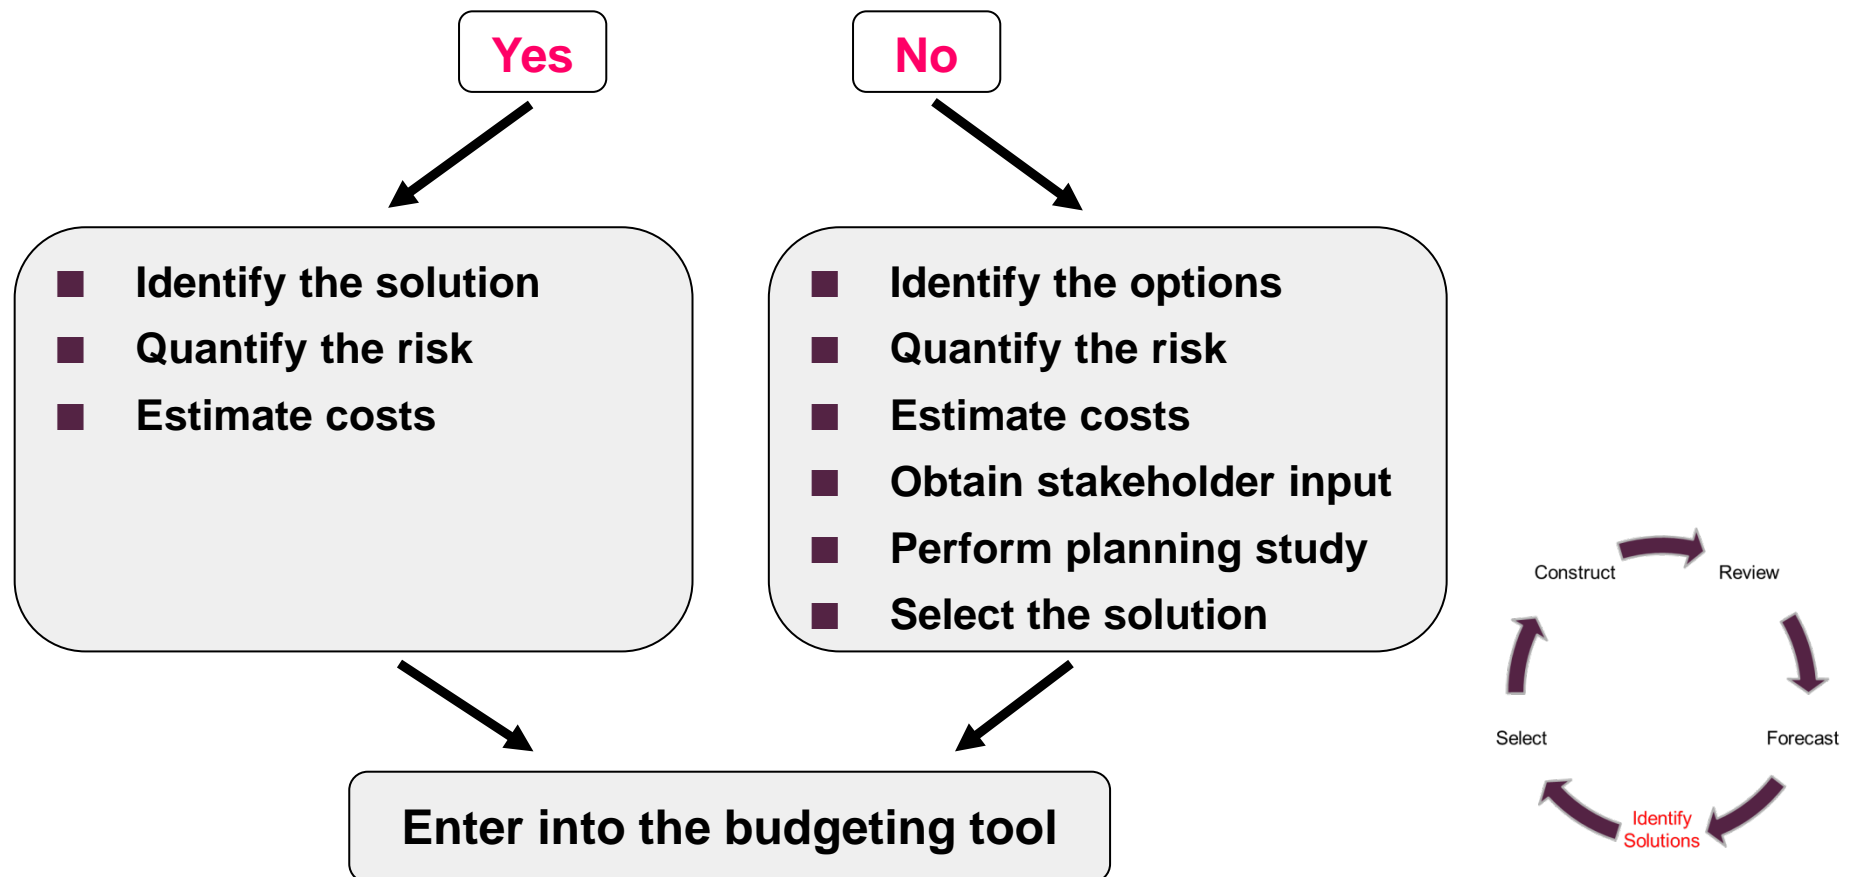 Yes
No
Identify the solution
Quantify the risk
Estimate costs
Identify the options
Quantify the risk
Estimate costs
Obtain stakeholder input
Perform planning study
Select the solution
Enter into the budgeting tool
Construct
Review
Forecast
Identify
Solutions
Select